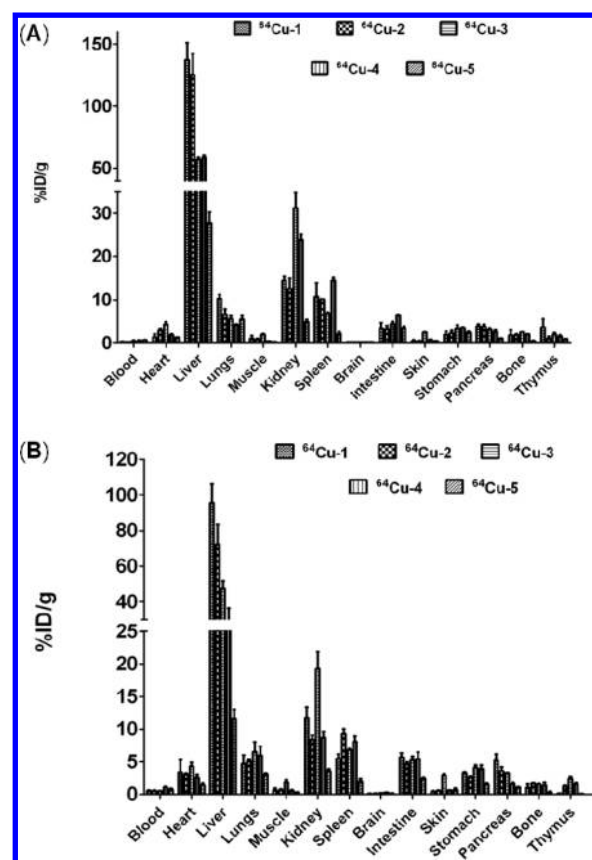 (A)
64Cu-1 64Cu-2 64Cu-3
64Cu-4 64Cu-5
%ID/g
150
100
50
30
20
10
0
Blood Heart Liver Lungs Muscle Kidney Spleen Brain Intestine Skin Stomach Pancreas Bone Thymus
(B)
64Cu-1 64Cu-2 64Cu-3
64Cu-4 64Cu-5
%ID/g
120
100
80
60
40
25
20
15
10
5
0
Blood Heart Liver Lungs Muscle Kidney Spleen Brain Intestine Skin Stomach Pancreas Bone Thymus